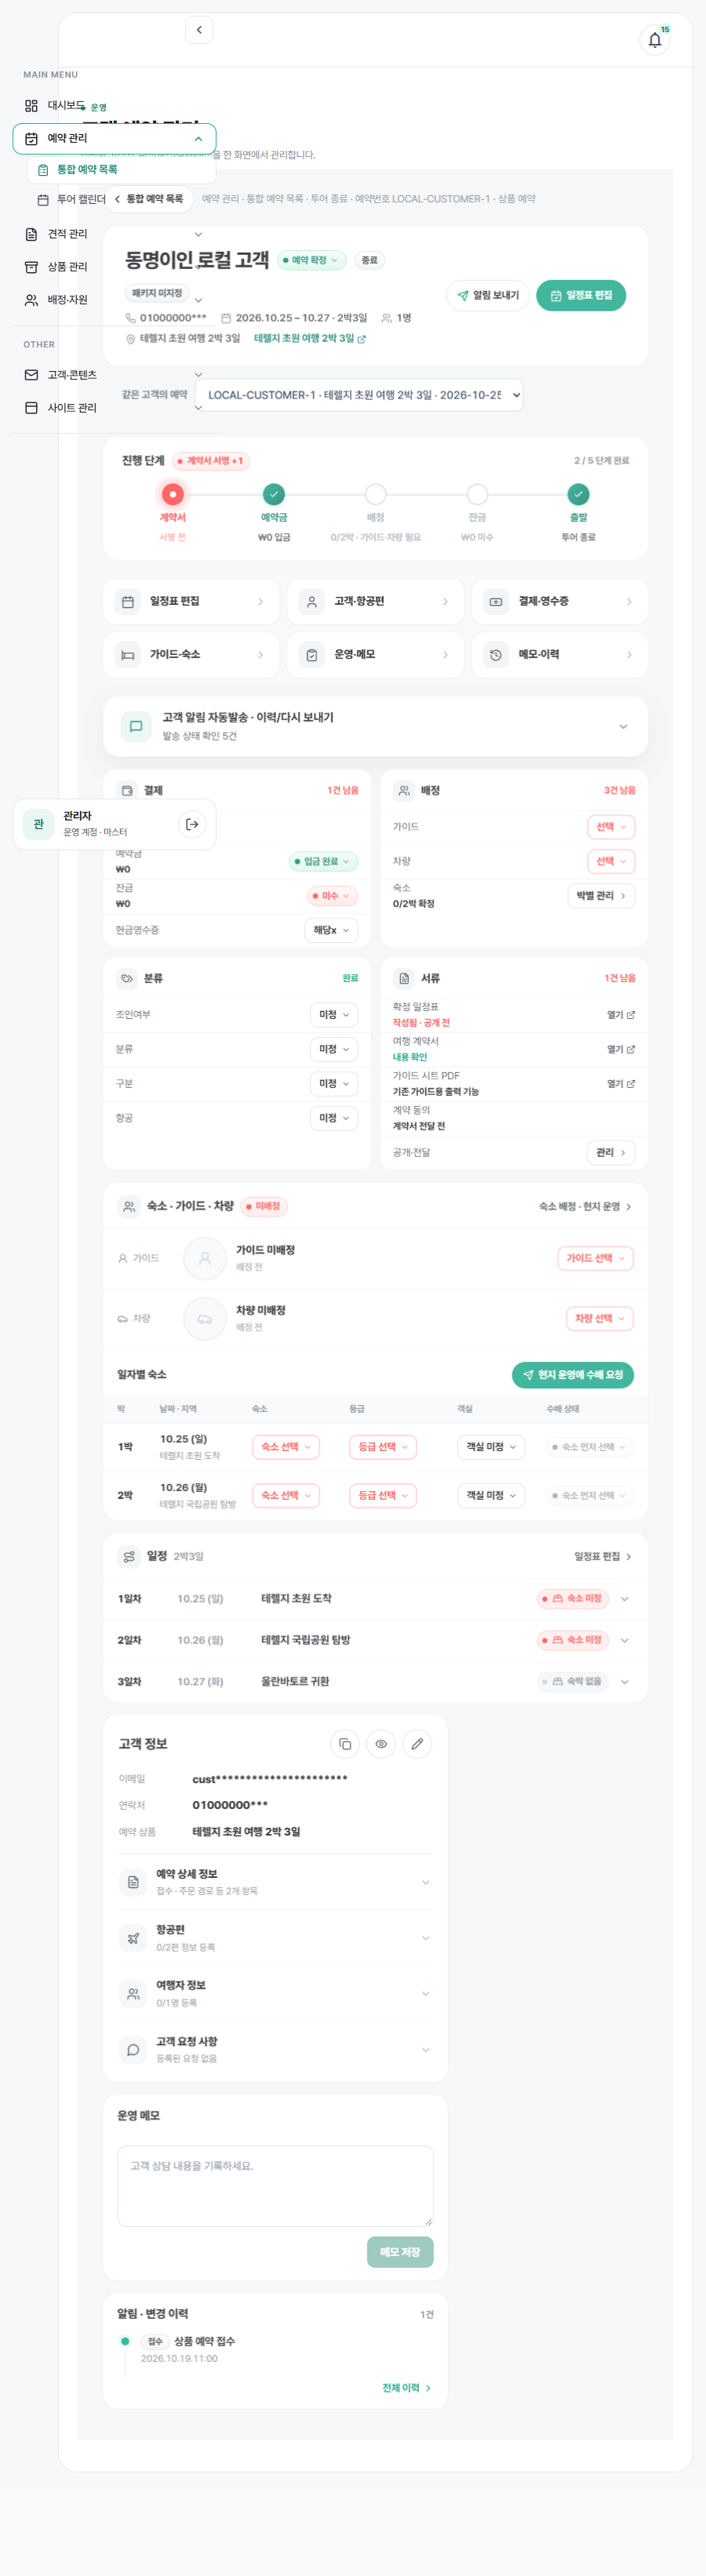 15
MAIN MENU
대시보드
운영
예약 관리
을 한 화면에서 관리합니다.
통합 예약 목록
투어 캘린더
통합 예약 목록
예약 관리 · 통합 예약 목록 · 투어 종료 · 예약번호 LOCAL-CUSTOMER-1 · 상품 예약
견적 관리
상품 관리
배정·자원
OTHER
고객·콘텐츠
사이트 관리
동명이인 로컬 고객
예약 확정
종료
패키지 미지정
알림 보내기
일정표 편집
01000000***
2026.10.25 – 10.27 · 2박3일
1명
테렐지 초원 여행 2박 3일
테렐지 초원 여행 2박 3일
같은 고객의 예약
LOCAL-CUSTOMER-1 · 테렐지 초원 여행 2박 3일 · 2026-10-25
진행 단계
계약서 서명 +1
2 / 5 단계 완료
계약서
예약금
배정
잔금
출발
서명 전
₩0 입금
0/2박 · 가이드·차량 필요
₩0 미수
투어 종료
일정표 편집
고객·항공편
결제·영수증
가이드·숙소
운영·메모
메모·이력
고객 알림 자동발송 · 이력/다시 보내기
발송 상태 확인 5건
관
관리자
운영 계정 · 마스터
결제
1건 남음
예약금
₩0
입금 완료
잔금
₩0
미수
현금영수증
해당x
배정
3건 남음
가이드
선택
차량
선택
숙소
0/2박 확정
박별 관리
분류
완료
조인여부
미정
분류
미정
구분
미정
항공
미정
서류
1건 남음
확정 일정표
작성됨 · 공개 전
열기
여행 계약서
내용 확인
열기
가이드 시트 PDF
기존 가이드용 출력 기능
열기
계약 동의
계약서 전달 전
공개·전달
관리
숙소 · 가이드 · 차량
미배정
숙소 배정 · 현지 운영
가이드
가이드 미배정
배정 전
가이드 선택
차량
차량 미배정
배정 전
차량 선택
일자별 숙소
현지 운영에 수배 요청
박
날짜 · 지역
숙소
등급
객실
수배 상태
1박
10.25 (일)
테렐지 초원 도착
숙소 선택
등급 선택
객실 미정
숙소 먼저 선택
2박
10.26 (월)
테렐지 국립공원 탐방
숙소 선택
등급 선택
객실 미정
숙소 먼저 선택
일정
2박3일
일정표 편집
1일차
10.25 (일)
테렐지 초원 도착
숙소 미정
2일차
10.26 (월)
테렐지 국립공원 탐방
숙소 미정
3일차
10.27 (화)
울란바토르 귀환
숙박 없음
고객 정보
이메일
cust**********************
연락처
01000000***
예약 상품
테렐지 초원 여행 2박 3일
예약 상세 정보
접수 · 주문 경로 등 2개 항목
항공편
0/2편 정보 등록
여행자 정보
0/1명 등록
고객 요청 사항
등록된 요청 없음
운영 메모
고객 상담 내용을 기록하세요.
메모 저장
알림 · 변경 이력
1건
접수
상품 예약 접수
2026.10.19.11:00
전체 이력